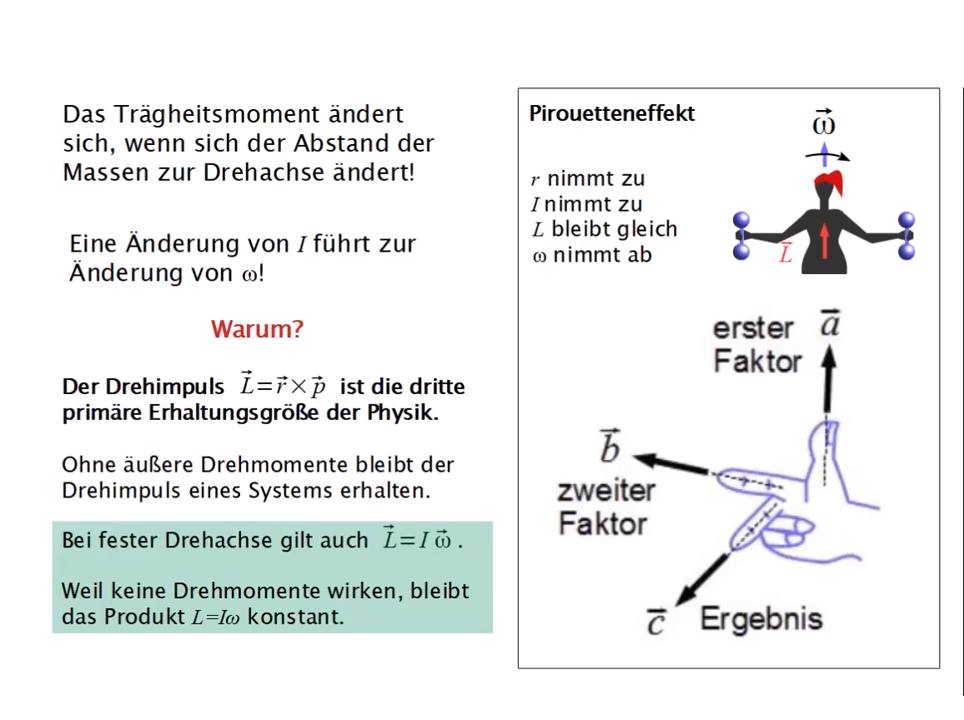 Das Trägheitsmoment ändert
sich, wenn sich der Abstand der
Massen zur Drehachse ändert!
Eine Änderung von I führt zur
Änderung von ω!
Warum?
Der Drehimpuls L⃗=r⃗×p⃗ ist die dritte
primäre Erhaltungsgröße der Physik.
Ohne äußere Drehmomente bleibt der
Drehimpuls eines Systems erhalten.
Bei fester Drehachse gilt auch L⃗=I ω⃗ .
Weil keine Drehmomente wirken, bleibt
das Produkt L=Iω konstant.
Pirouetteneffekt
ω⃗
r nimmt zu
I nimmt zu
L bleibt gleich
ω nimmt ab
L⃗
erster a⃗
Faktor
b⃗
zweiter
Faktor
c⃗ Ergebnis